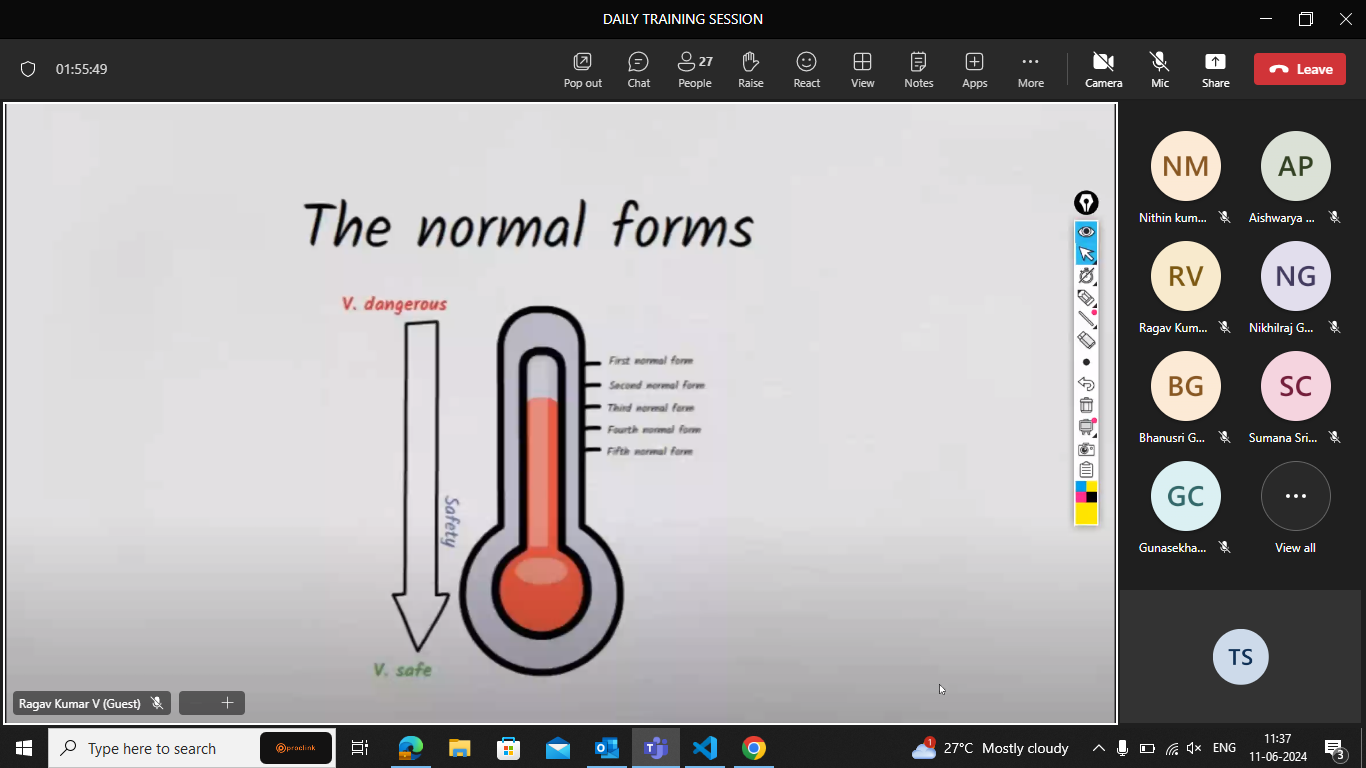 DAILY TRAINING SESSION
01:55:49
Pop out
Chat
27
People
Raise
React
View
Notes
Apps
More
Camera
Mic
Share
Leave
The normal forms
V. dangerous
First normal form
Second normal form
Third normal form
Fourth normal form
Fifth normal form
Safety
V. safe
NM
AP
Nithin kum...
Aishwarya ...
RV
NG
Ragav Kum...
Nikhilraj G...
BG
SC
Bhanusri G...
Sumana Sri...
GC
Gunasekha...
View all
TS
Ragav Kumar V (Guest)
Type here to search
proclink
1
27°C Mostly cloudy
ENG
11:37
11-06-2024
3